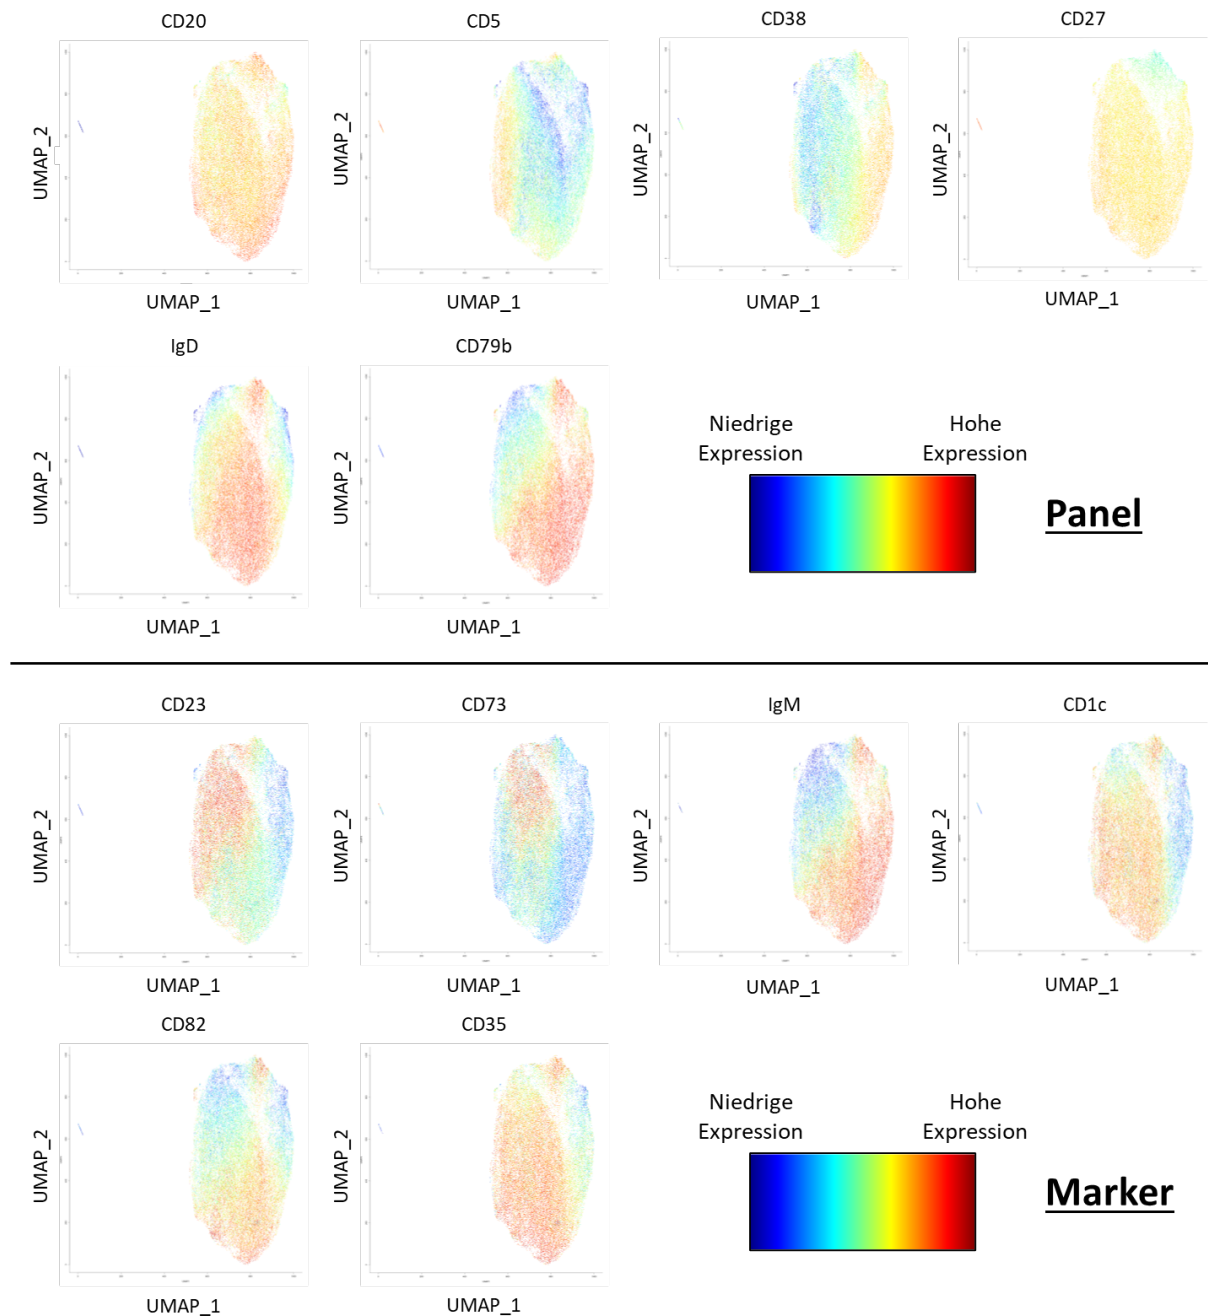 CD20
CD5
CD38
CD27
UMAP_2
UMAP_2
UMAP_2
UMAP_2
UMAP_1
UMAP_1
UMAP_1
UMAP_1
IgD
CD79b
UMAP_2
UMAP_2
Niedrige
Expression
Hohe
Expression
Panel
UMAP_1
UMAP_1
CD23
CD73
IgM
CD1c
UMAP_2
UMAP_2
UMAP_2
UMAP_2
UMAP_1
UMAP_1
UMAP_1
UMAP_1
CD82
CD35
UMAP_2
UMAP_2
Niedrige
Expression
Hohe
Expression
Marker
UMAP_1
UMAP_1